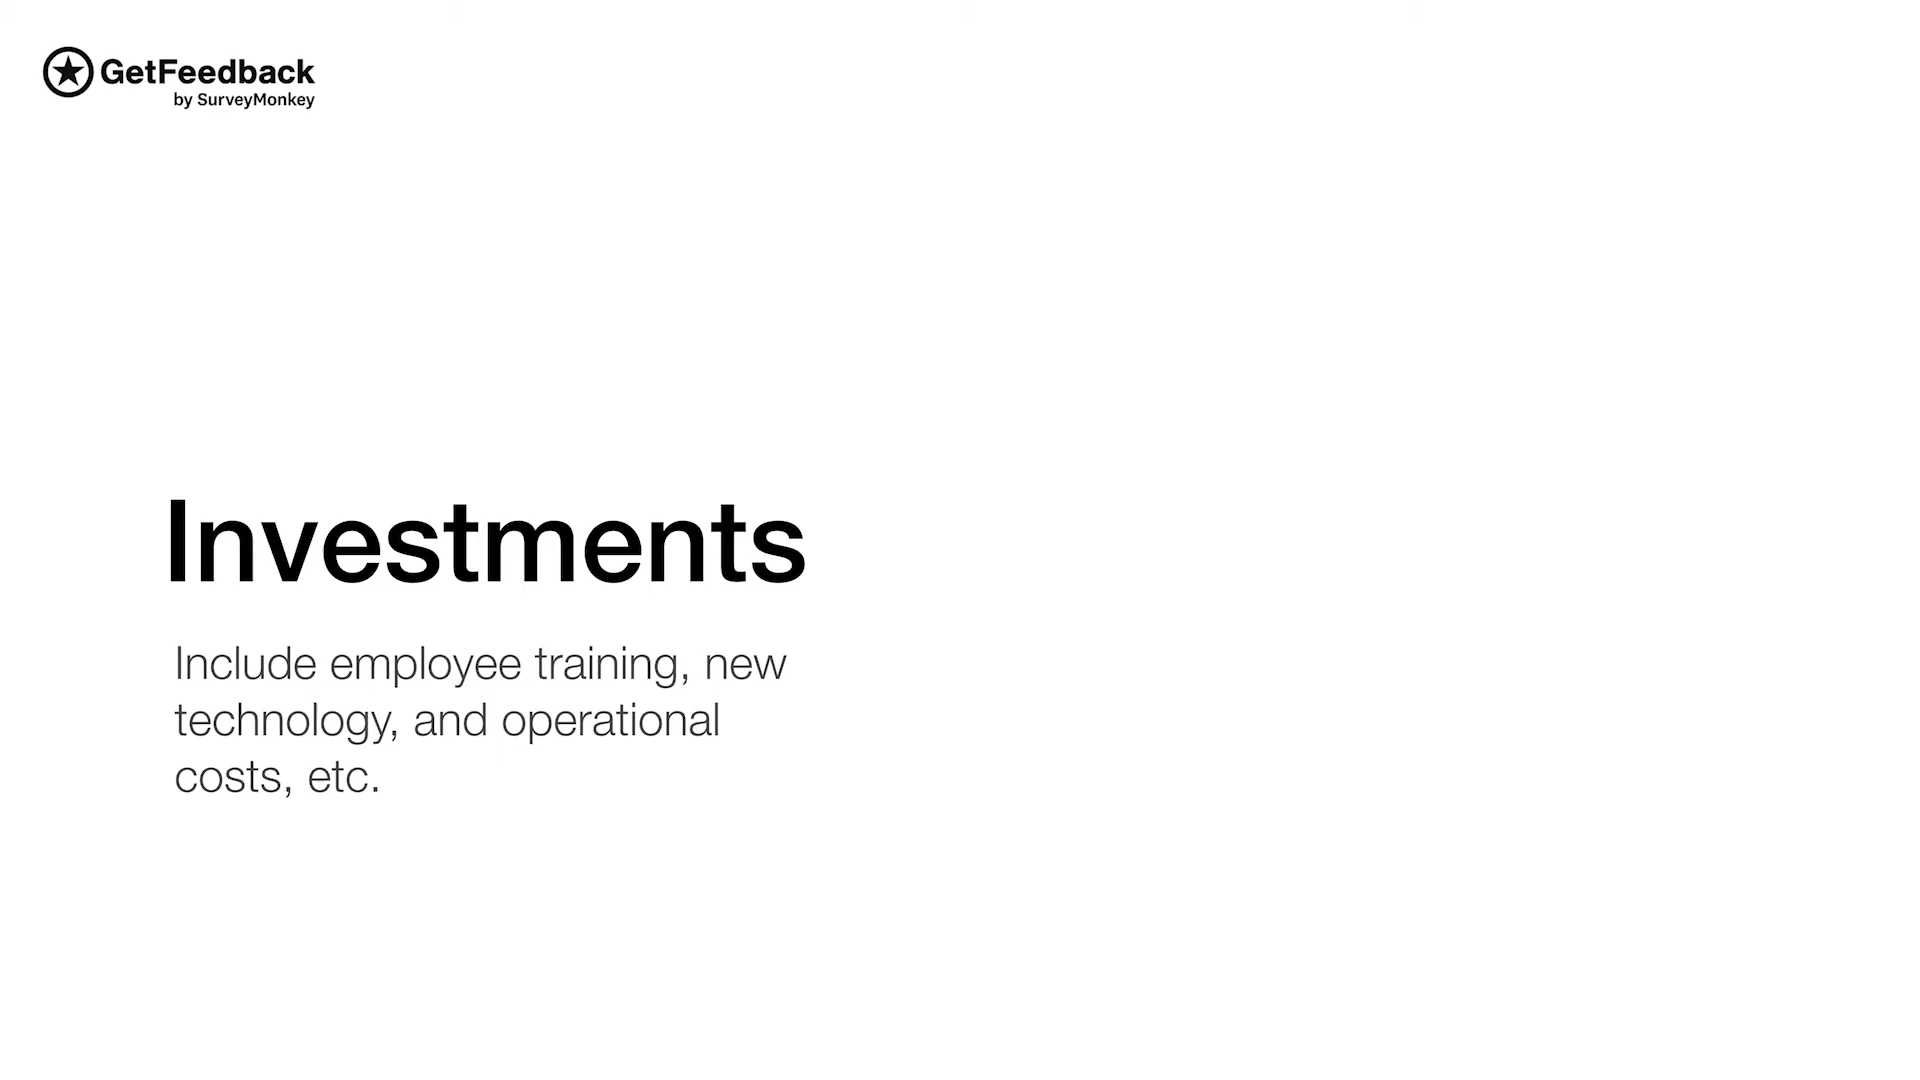 GetFeedback
by SurveyMonkey
Investments
Include employee training, new
technology, and operational
costs, etc.